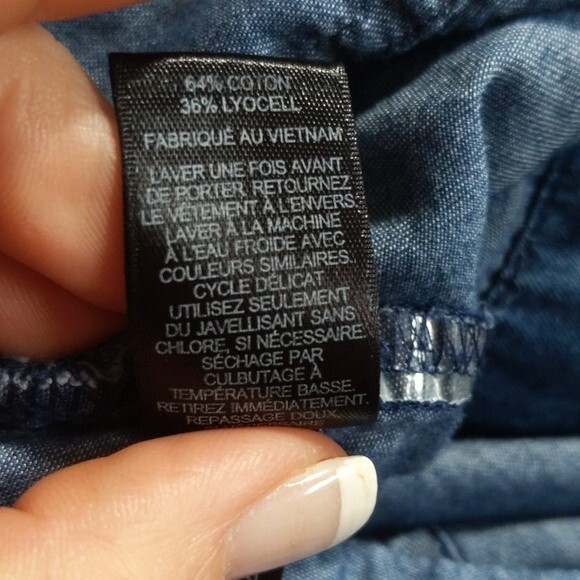 64% COTON
36% LYOCELL
FABRIQUÉ AU VIETNAM
LAVER UNE FOIS AVANT
DE PORTER. RETOURNEZ
LE VÊTEMENT À L'ENVERS.
LAVER À LA MACHINE
À L'EAU FROIDE AVEC
COULEURS SIMILAIRES.
CYCLE DÉLICAT.
UTILISEZ SEULEMENT
DU JAVELLISANT SANS
CHLORE, SI NÉCESSAIRE.
SÉCHAGE PAR
CULBUTAGE À
TEMPÉRATURE BASSE.
RETIREZ IMMÉDIATEMENT.
REPASSAGE DOUX,